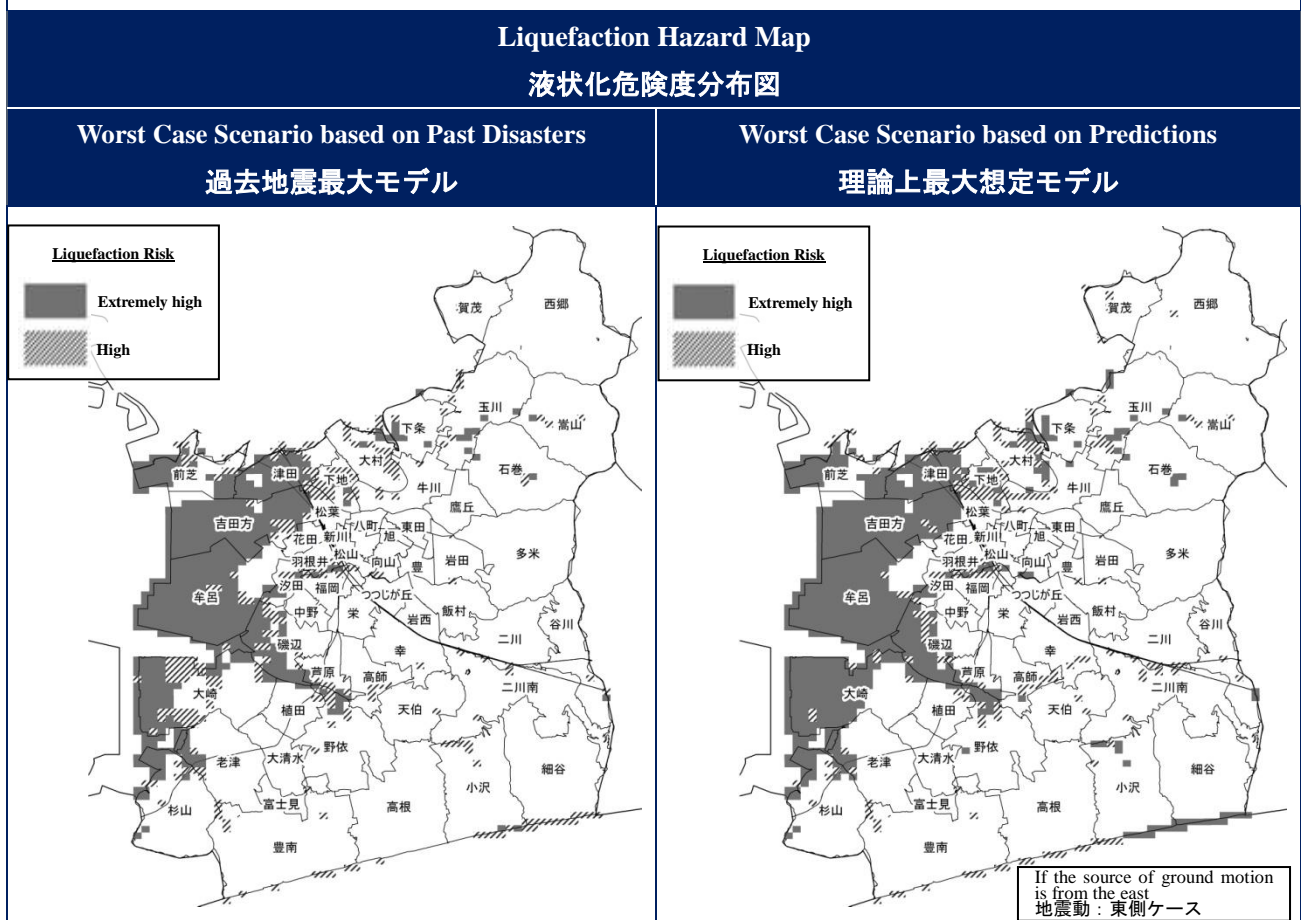 Liquefaction Hazard Map
液状化危険度分布図
Worst Case Scenario based on Past Disasters
過去地震最大モデル
Worst Case Scenario based on Predictions
理論上最大想定モデル
Liquefaction Risk
Extremely high
High
賀茂
西郷
玉川
嵩山
下条
大村
石巻
前芝
津田
下地
牛川
鷹丘
吉田方
松葉
八町
東田
花田
新川
旭
多米
松山
羽根井
向山
豊
岩田
牟呂
汐田
福岡
つつじが丘
中野
栄
岩西
飯村
谷川
二川
磯辺
幸
芦原
高師
二川南
大崎
植田
天伯
野依
老津
大清水
細谷
小沢
杉山
富士見
高根
豊南
Liquefaction Risk
Extremely high
High
賀茂
西郷
玉川
嵩山
下条
大村
石巻
前芝
津田
下地
牛川
鷹丘
吉田方
松葉
八町
東田
花田
新川
旭
多米
松山
羽根井
向山
豊
岩田
牟呂
汐田
福岡
つつじが丘
中野
栄
岩西
飯村
谷川
二川
磯辺
幸
芦原
高師
二川南
大崎
植田
天伯
野依
老津
大清水
細谷
小沢
杉山
富士見
高根
豊南
If the source of ground motion
is from the east
地震動：東側ケース